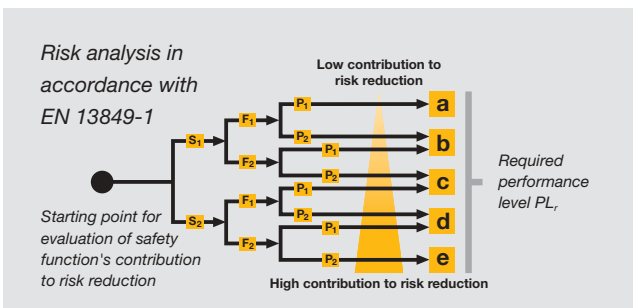 Risk analysis in
accordance with
EN 13849-1
Low contribution to
risk reduction
P1
a
F1
P2
b
S1
P1
F2
P2
c
P1
F1
P2
d
S2
P1
F2
P2
e
Required
performance
level PLr
Starting point for
evaluation of safety
function's contribution
to risk reduction
High contribution to risk reduction